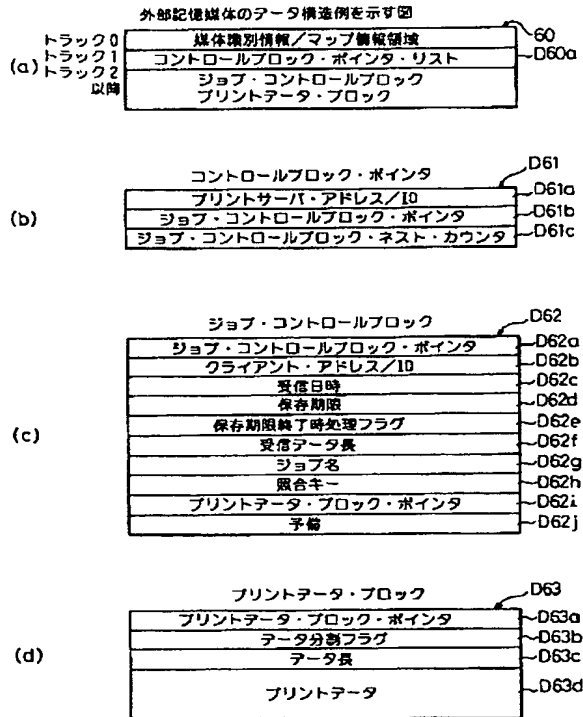 外部記憶媒体のデータ構造例を示す図
60
(a)
トラック0 媒体識別情報/マップ情報領域
トラック1 コントロールブロック・ポインタ・リスト D60a
トラック2以降 ジョブ・コントロールブロック
プリントデータ・ブロック
コントロールブロック・ポインタ D61
(b)
プリントサーバ・アドレス/ID D61a
ジョブ・コントロールブロック・ポインタ D61b
ジョブ・コントロールブロック・ネスト・カウンタ D61c
ジョブ・コントロールブロック D62
(c)
ジョブ・コントロールブロック・ポインタ D62a
クライアント・アドレス/ID D62b
受信日時 D62c
保存期限 D62d
保存期限終了時処理フラグ D62e
受信データ長 D62f
ジョブ名 D62g
照合キー D62h
プリントデータ・ブロック・ポインタ D62i
予備 D62j
プリントデータ・ブロック D63
(d)
プリントデータ・ブロック・ポインタ D63a
データ分割フラグ D63b
データ長 D63c
プリントデータ D63d